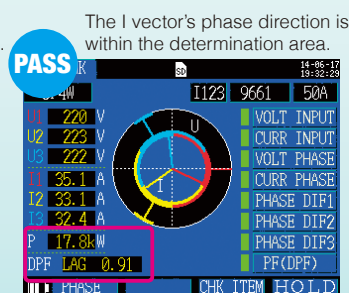 The I vector's phase direction is
within the determination area.
PASS
SD
14-06-17
19:32:29
I123 9661 50A
U1 220 V
U2 223 V
U3 222 V
I1 35.1 A
I2 33.1 A
I3 32.4 A
P 17.8kW
DPF LAG 0.91
U
I
VOLT INPUT
CURR INPUT
VOLT PHASE
CURR PHASE
PHASE DIF1
PHASE DIF2
PHASE DIF3
PF(DPF)
PHASE CHK ITEM HOLD